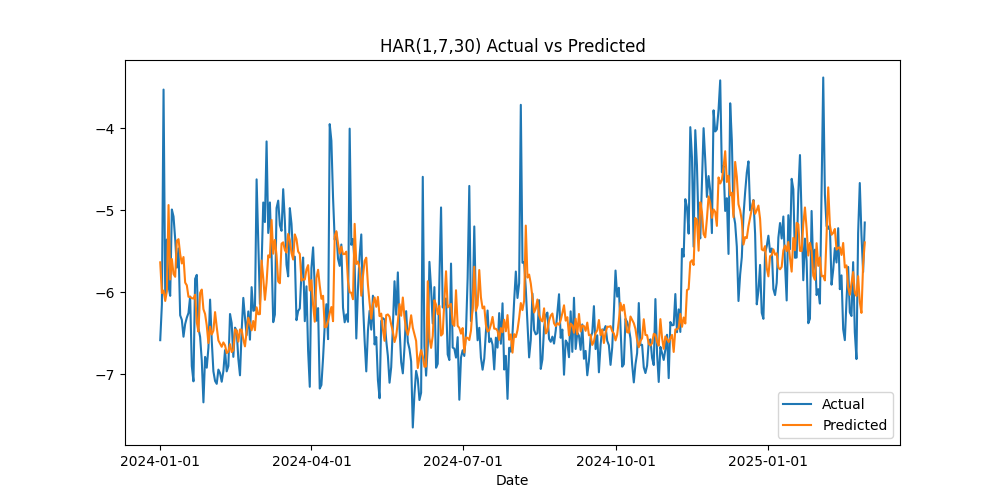 HAR(1,7,30) Actual vs Predicted
−4
−5
−6
−7
Actual
Predicted
2024-01-01
2024-04-01
2024-07-01
2024-10-01
2025-01-01
Date